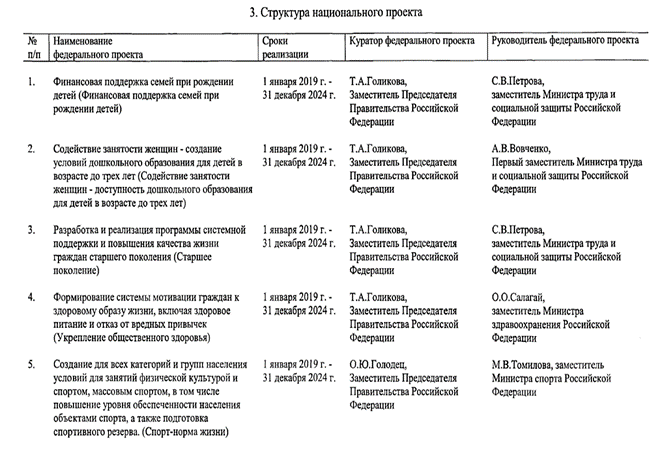 3. Структура национального проекта
№ п/п
Наименование
федерального проекта
Сроки
реализации
Куратор федерального проекта
Руководитель федерального проекта
1.
Финансовая поддержка семей при рождении
детей (Финансовая поддержка семей при
рождении детей)
1 января 2019 г. -
31 декабря 2024 г.
Т.А.Голикова,
Заместитель Председателя
Правительства Российской
Федерации
С.В.Петрова,
заместитель Министра труда и
социальной защиты Российской
Федерации
2.
Содействие занятости женщин - создание
условий дошкольного образования для детей в
возрасте до трех лет (Содействие занятости
женщин - доступность дошкольного образования
для детей в возрасте до трех лет)
1 января 2019 г. -
31 декабря 2024 г.
Т.А.Голикова,
Заместитель Председателя
Правительства Российской
Федерации
А.В.Вовченко,
Первый заместитель Министра труда
и социальной защиты Российской
Федерации
3.
Разработка и реализация программы системной
поддержки и повышения качества жизни
граждан старшего поколения (Старшее
поколение)
1 января 2019 г. -
31 декабря 2024 г.
Т.А.Голикова,
Заместитель Председателя
Правительства Российской
Федерации
С.В.Петрова,
заместитель Министра труда и
социальной защиты Российской
Федерации
4.
Формирование системы мотивации граждан к
здоровому образу жизни, включая здоровое
питание и отказ от вредных привычек
(Укрепление общественного здоровья)
1 января 2019 г. -
31 декабря 2024 г.
Т.А.Голикова,
Заместитель Председателя
Правительства Российской
Федерации
О.О.Салагай,
заместитель Министра
здравоохранения Российской
Федерации
5.
Создание для всех категорий и групп населения
условий для занятий физической культурой и
спортом, массовым спортом, в том числе
повышение уровня обеспеченности населения
объектами спорта, а также подготовка
спортивного резерва. (Спорт-норма жизни)
1 января 2019 г. -
31 декабря 2024 г.
О.Ю.Голодец,
Заместитель Председателя
Правительства Российской
Федерации
М.В.Томилова, заместитель
Министра спорта Российской
Федерации